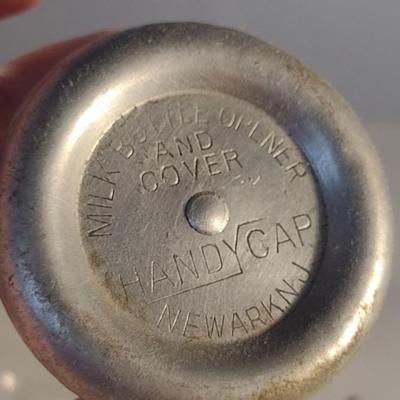 MILK BOTTLE OPENER
AND
COVER
HANDYCAP
NEWARK N.J.